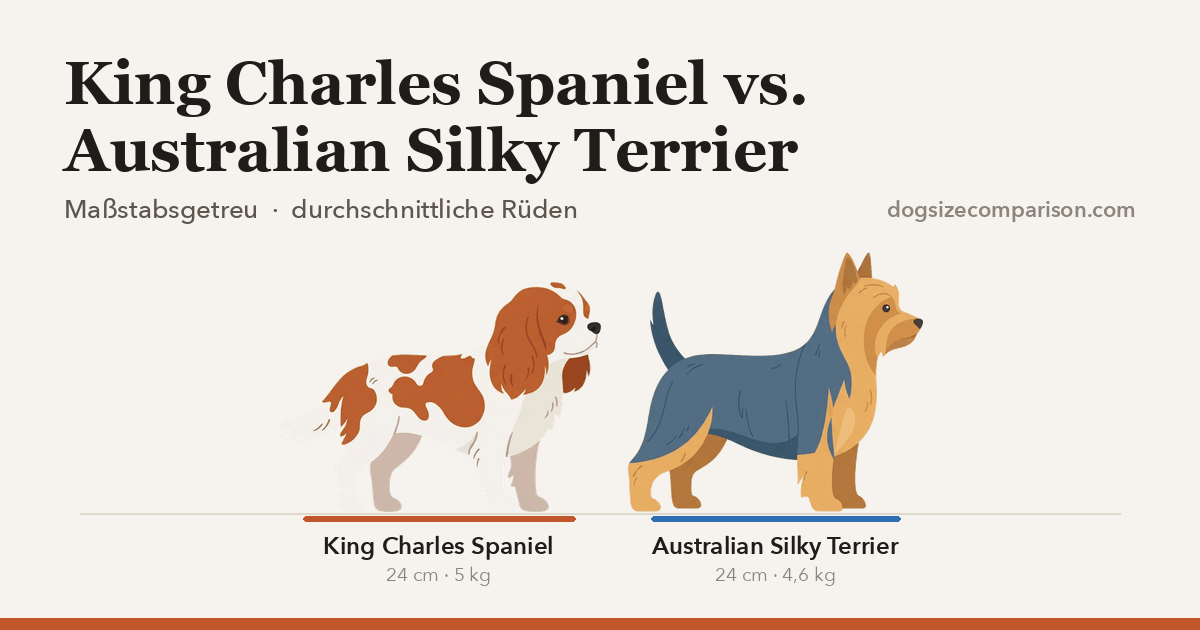 King Charles Spaniel vs.
Australian Silky Terrier
Maßstabsgetreu · durchschnittliche Rüden
dogsizecomparison.com
King Charles Spaniel
24 cm · 5 kg
Australian Silky Terrier
24 cm · 4,6 kg